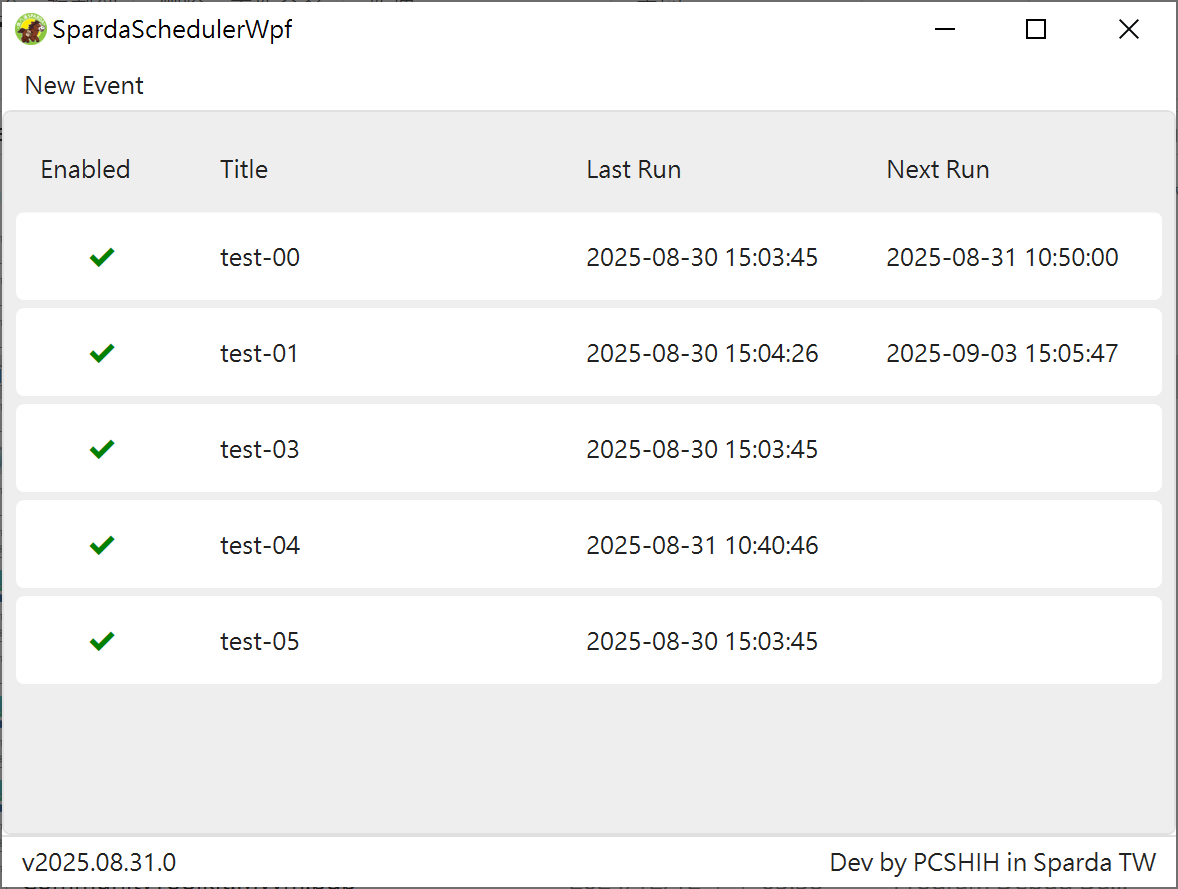 SpardaSchedulerWpf
New Event
Enabled Title Last Run Next Run
test-00 2025-08-30 15:03:45 2025-08-31 10:50:00
test-01 2025-08-30 15:04:26 2025-09-03 15:05:47
test-03 2025-08-30 15:03:45
test-04 2025-08-31 10:40:46
test-05 2025-08-30 15:03:45
v2025.08.31.0 Dev by PCSHIH in Sparda TW